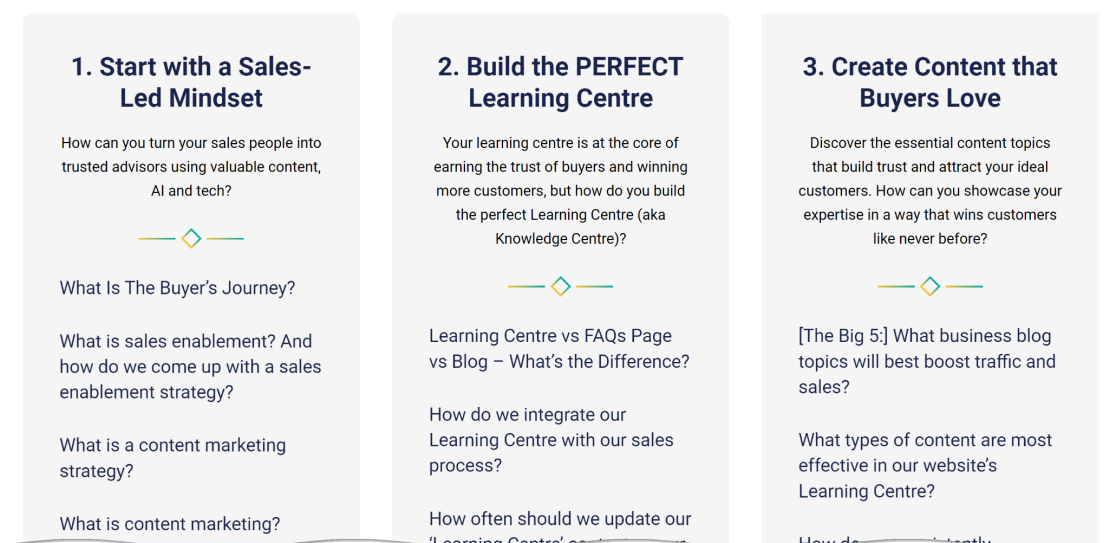 1. Start with a Sales-
Led Mindset
How can you turn your sales people into
trusted advisors using valuable content,
AI and tech?
What Is The Buyer’s Journey?
What is sales enablement? And
how do we come up with a sales
enablement strategy?
What is a content marketing
strategy?
What is content marketing?
2. Build the PERFECT
Learning Centre
Your learning centre is at the core of
earning the trust of buyers and winning
more customers, but how do you build
the perfect Learning Centre (aka
Knowledge Centre)?
Learning Centre vs FAQs Page
vs Blog – What’s the Difference?
How do we integrate our
Learning Centre with our sales
process?
How often should we update our
‘Learning Centre’
3. Create Content that
Buyers Love
Discover the essential content topics
that build trust and attract your ideal
customers. How can you showcase your
expertise in a way that wins customers
like never before?
[The Big 5:] What business blog
topics will best boost traffic and
sales?
What types of content are most
effective in our website’s
Learning Centre?
How